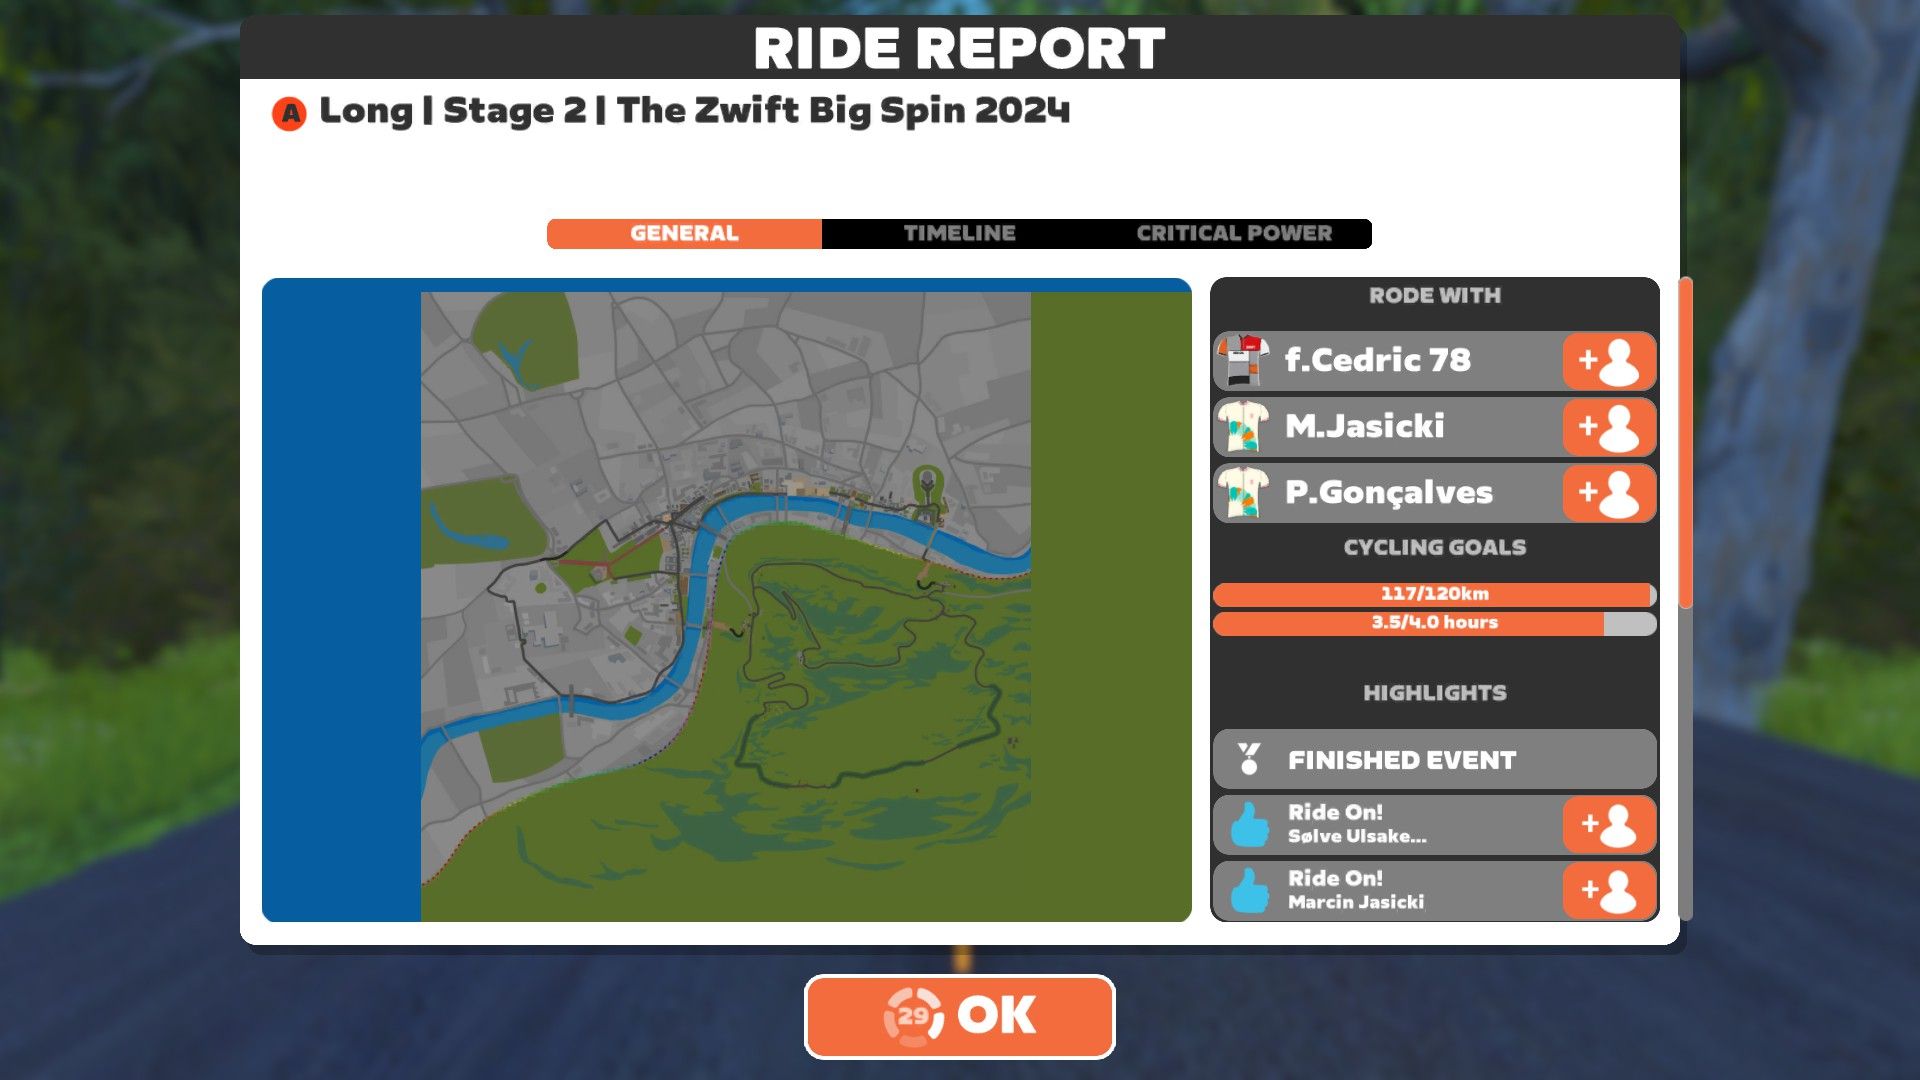 RIDE REPORT
A Long | Stage 2 | The Zwift Big Spin 2024
GENERAL
TIMELINE
CRITICAL POWER
RODE WITH
f.Cedric 78
M.Jasicki
P.Gonçalves
CYCLING GOALS
117/120km
3.5/4.0 hours
HIGHLIGHTS
FINISHED EVENT
Ride On!
Sølve Ulsake...
Ride On!
Marcin Jasicki
29 OK